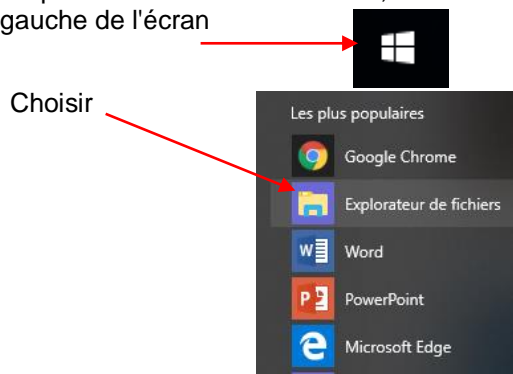 gauche de l'écran
Choisir
Les plus populaires
Google Chrome
Explorateur de fichiers
Word
PowerPoint
Microsoft Edge